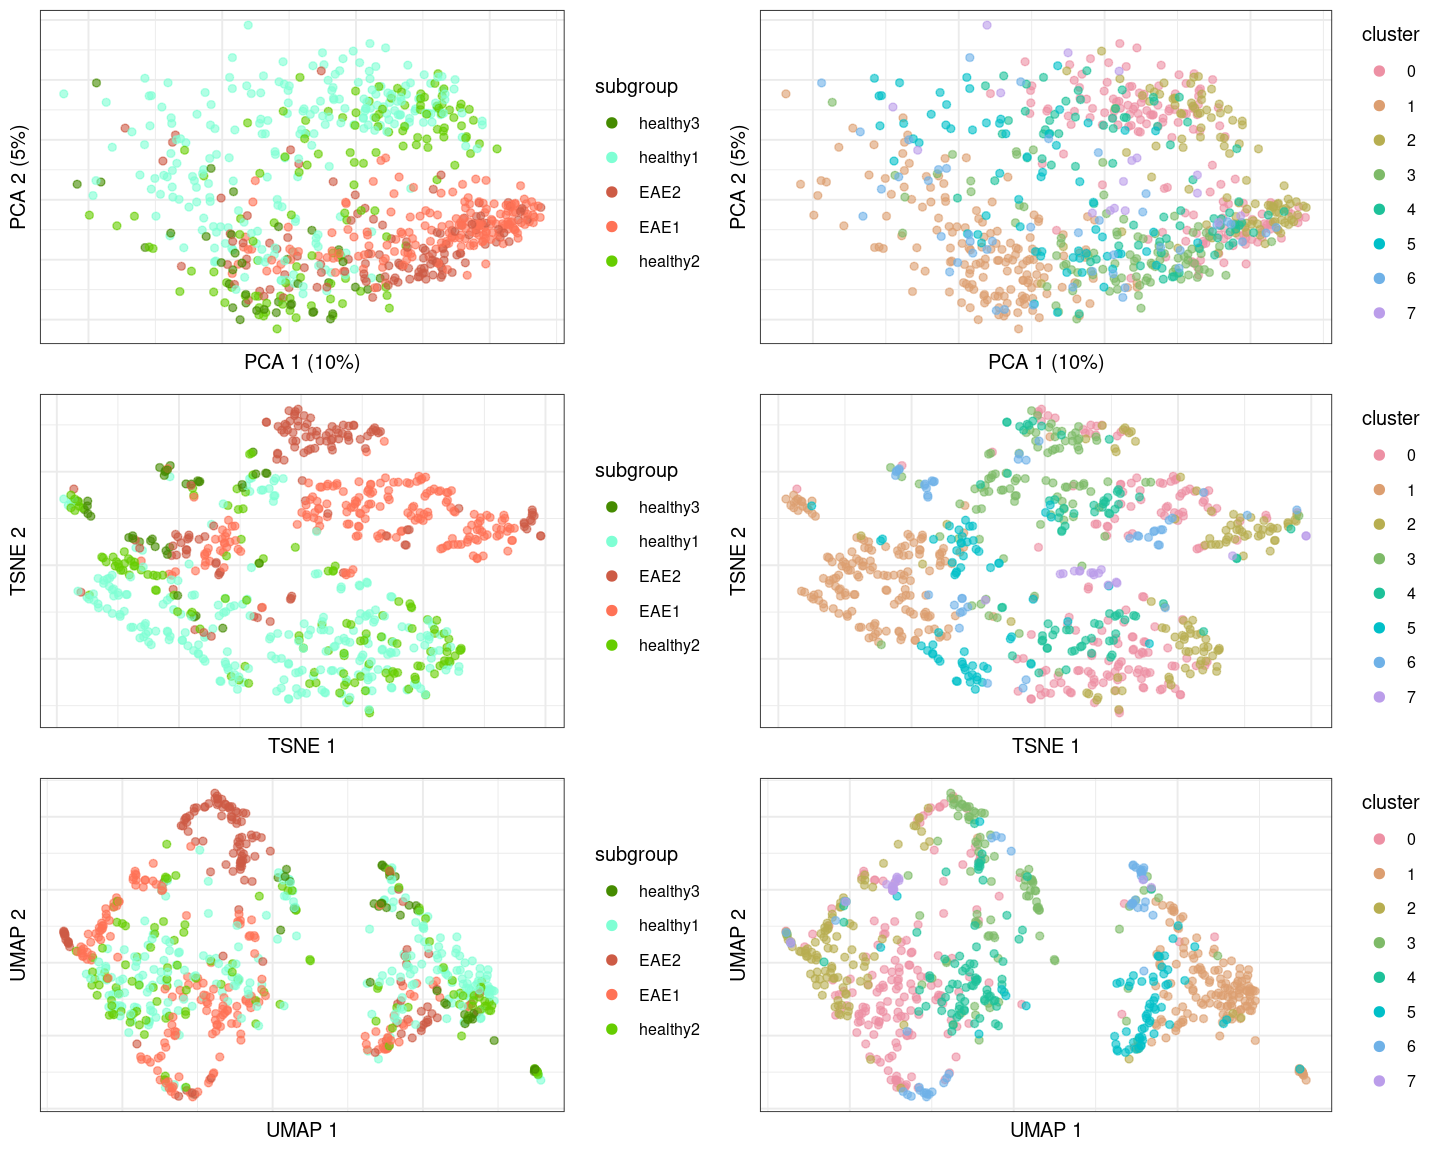 PCA 2 (5%)
PCA 1 (10%)
subgroup
healthy3
healthy1
EAE2
EAE1
healthy2
PCA 2 (5%)
PCA 1 (10%)
cluster
0
1
2
3
4
5
6
7
TSNE 2
TSNE 1
subgroup
healthy3
healthy1
EAE2
EAE1
healthy2
TSNE 2
TSNE 1
cluster
0
1
2
3
4
5
6
7
UMAP 2
UMAP 1
subgroup
healthy3
healthy1
EAE2
EAE1
healthy2
UMAP 2
UMAP 1
cluster
0
1
2
3
4
5
6
7